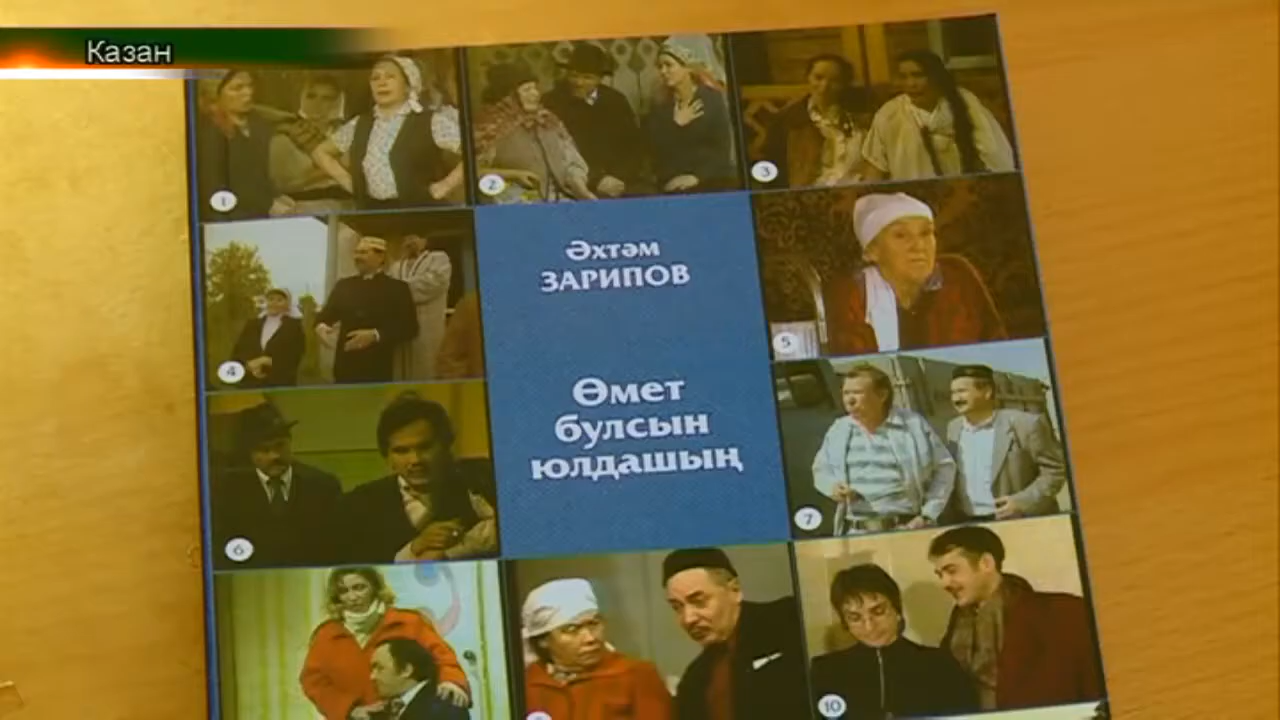 Казан
1
2
3
Әхтәм
ЗАРИПОВ
4
5
Өмет
булсын
юлдашың
6
7
10